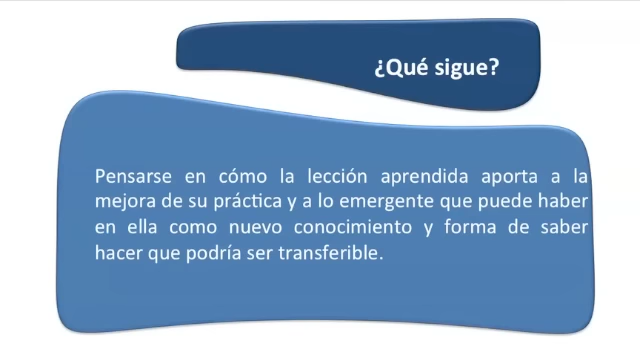 ¿Qué sigue?
Pensarse en cómo la lección aprendida aporta a la
mejora de su práctica y a lo emergente que puede haber
en ella como nuevo conocimiento y forma de saber
hacer que podría ser transferible.